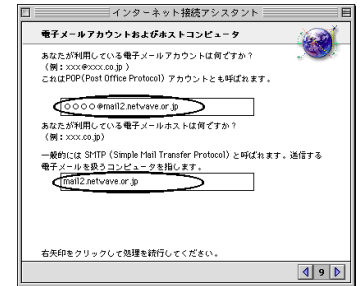 インターネット接続アシスタント
電子メールアカウントおよびホストコンピュータ
あなたが利用している電子メールアカウントは何ですか？
（例：xxx@xxx.co.jp ）
これはPOP(Post Office Protocol) アカウントとも呼ばれます。
○○○○@mail2.netwave.or.jp
あなたが利用している電子メールホストは何ですか？
（例：xxx.co.jp）
一般的には SMTP (Simple Mail Transfer Protocol) と呼ばれます。送信する
電子メールを扱うコンピュータを指します。
mail2.netwave.or.jp
右矢印をクリックして処理を続行してください。
9